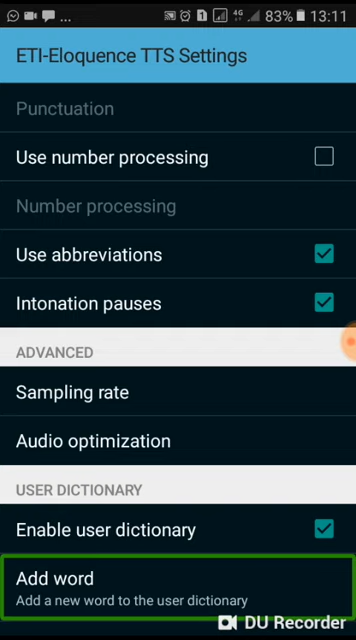 83% 13:11
ETI-Eloquence TTS Settings
Punctuation
Use number processing
Number processing
Use abbreviations
Intonation pauses
ADVANCED
Sampling rate
Audio optimization
USER DICTIONARY
Enable user dictionary
Add word
Add a new word to the user dictionary
DU Recorder